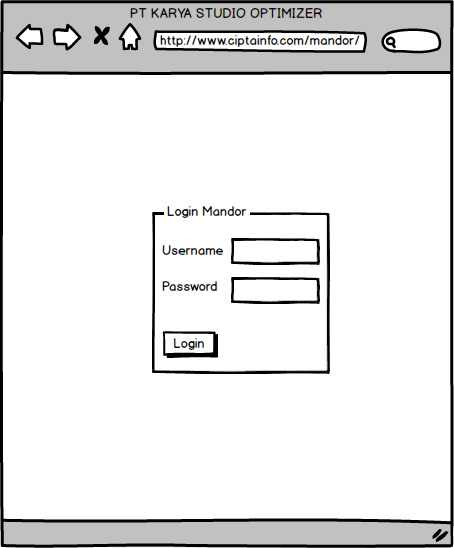 PT KARYA STUDIO OPTIMIZER
http://www.ciptainfo.com/mandor/
Login Mandor
Username
Password
Login